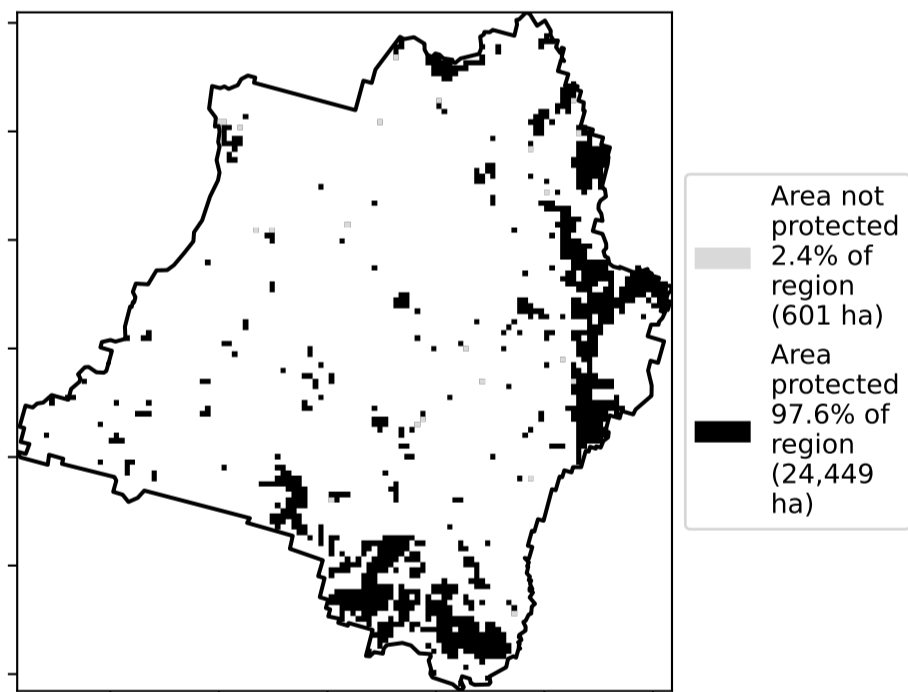 Area not
protected
2.4% of
region
(601 ha)
Area
protected
97.6% of
region
(24,449
ha)